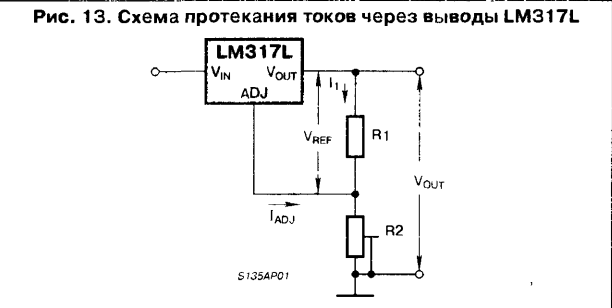 Рис. 13. Схема протекания токов через выводы LM317L
LM317L
VIN VOUT
ADJ
I1
R1
VREF
VOUT
IADJ
R2
S135AP01